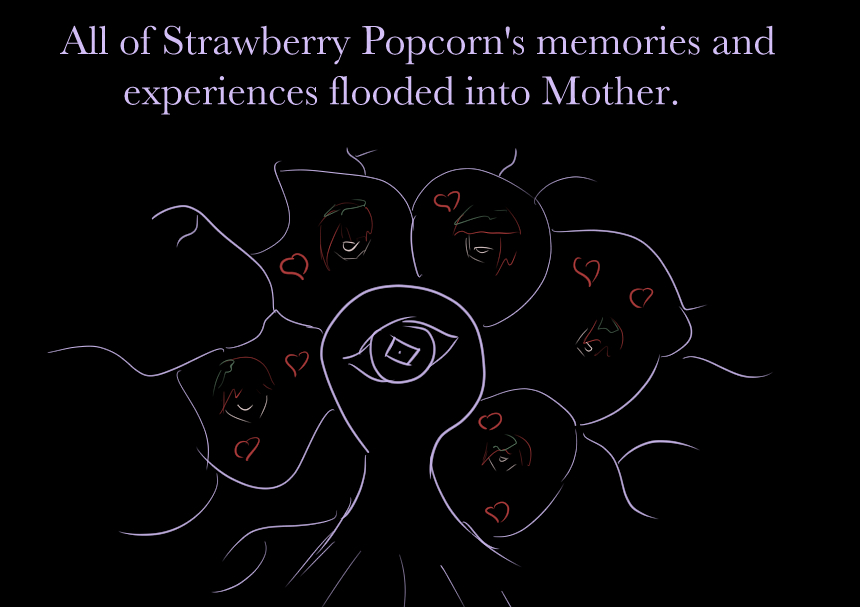 All of Strawberry Popcorn's memories and
experiences flooded into Mother.